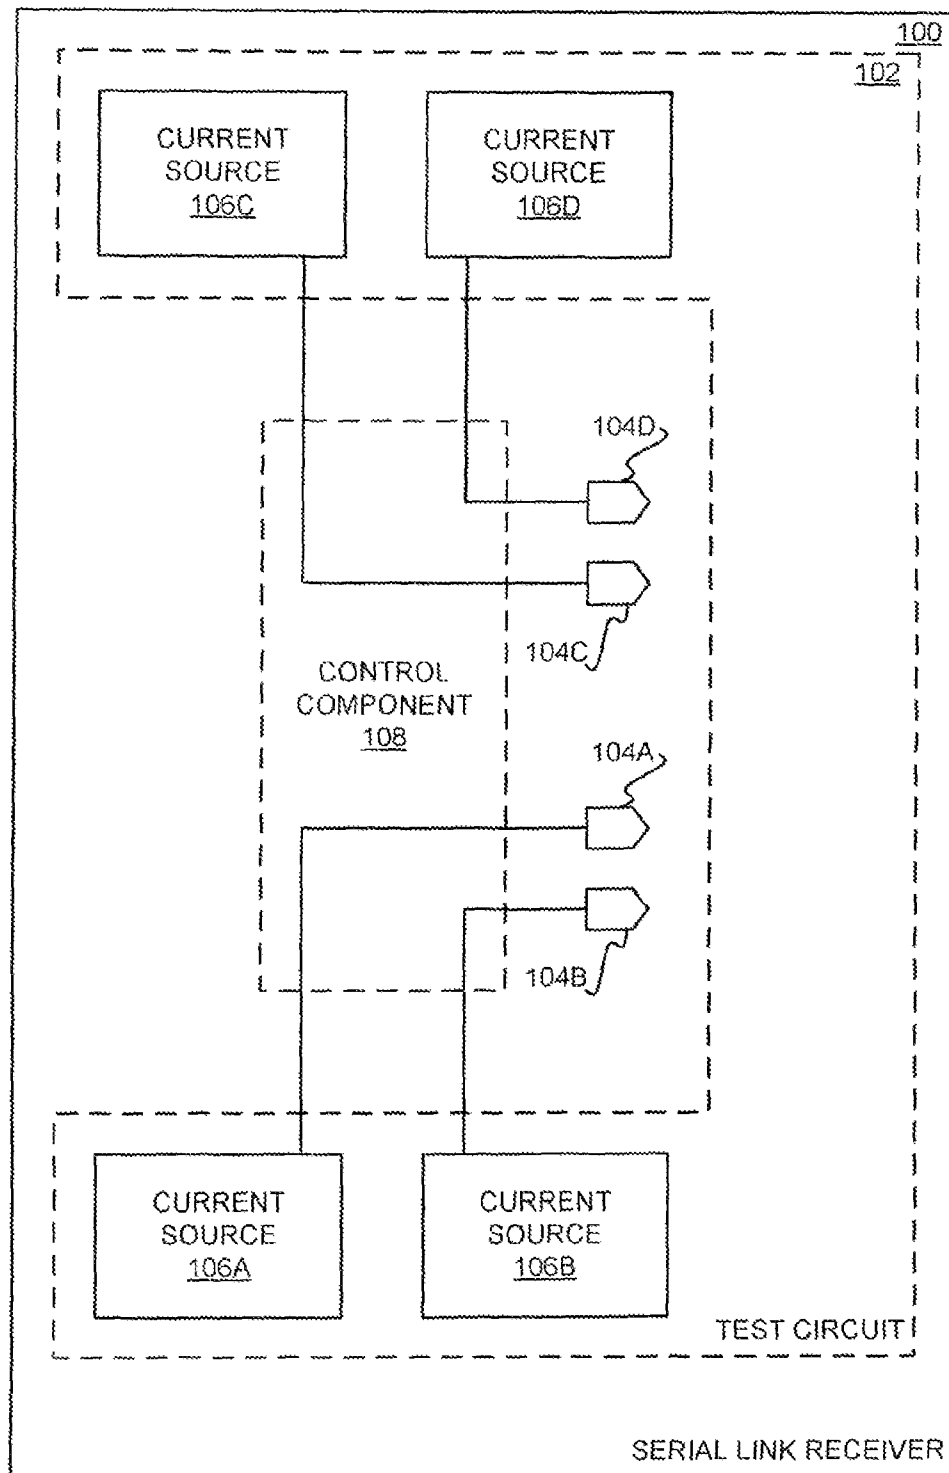 100
102
CURRENT
SOURCE
106C
CURRENT
SOURCE
106D
104D
104C
CONTROL
COMPONENT
108
104A
104B
CURRENT
SOURCE
106A
CURRENT
SOURCE
106B
TEST CIRCUIT
SERIAL LINK RECEIVER